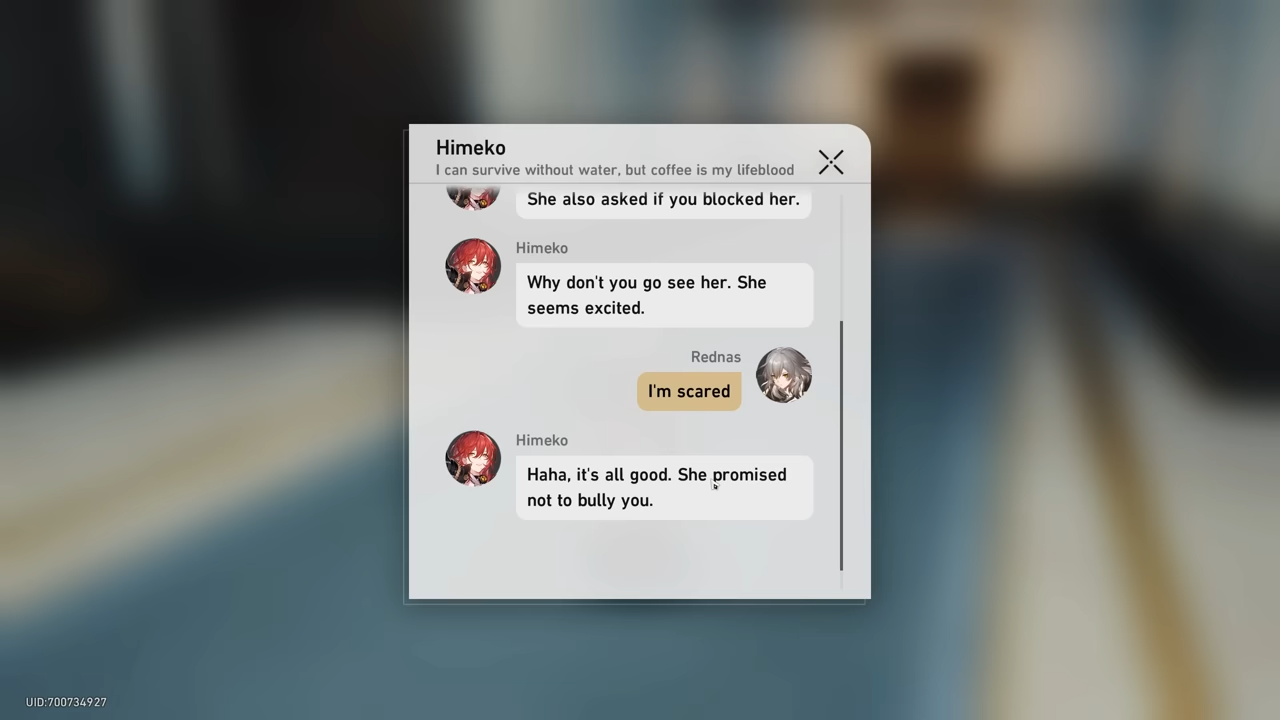 Himeko
I can survive without water, but coffee is my lifeblood
She also asked if you blocked her.
Himeko
Why don't you go see her. She
seems excited.
Rednas
I'm scared
Himeko
Haha, it's all good. She promised
not to bully you.
UID:700734927